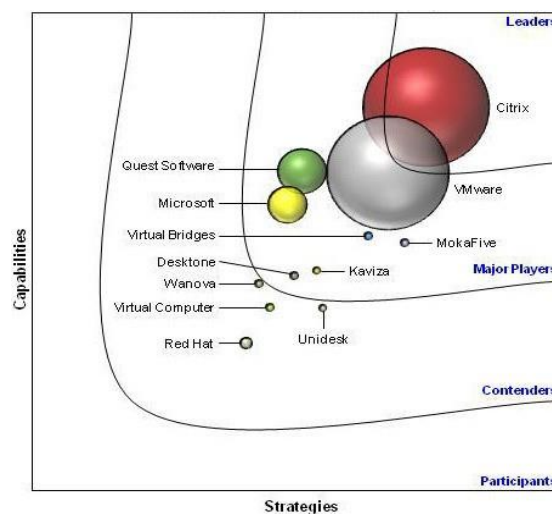 Leaders
Citrix
Quest Software
VMware
Microsoft
Virtual Bridges
MokaFive
Desktone
Kaviza
Major Players
Wanova
Virtual Computer
Unidesk
Red Hat
Capabilities
Contenders
Participants
Strategies